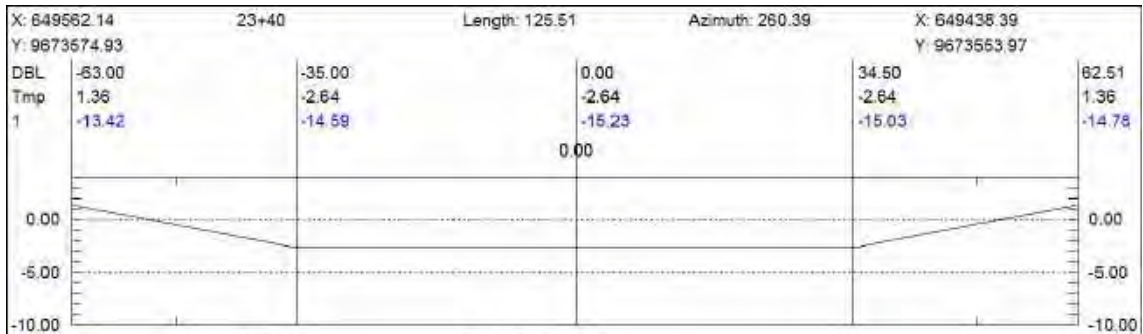 X: 649562.14 23+40 Length: 125.51 Azimuth: 260.39 X: 649438.39
Y: 9673574.93 Y: 9673553.97
DBL -63.00 -35.00 0.00 34.50 62.51
Tmp 1.36 -2.64 -2.64 -2.64 1.36
1 -13.42 -14.59 -15.23 -15.03 -14.78
0.00
0.00 0.00
-5.00 -5.00
-10.00 -10.00